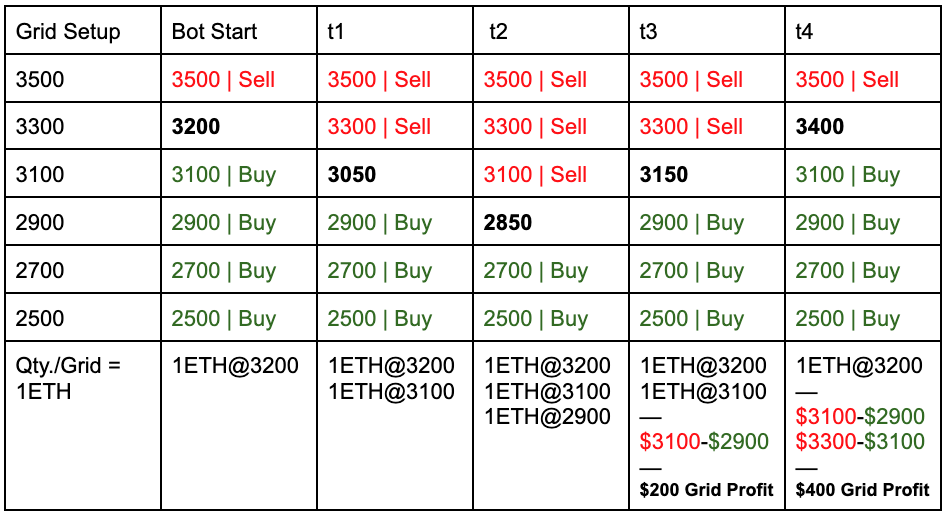 Grid Setup Bot Start t1 t2 t3 t4
3500 3500 | Sell 3500 | Sell 3500 | Sell 3500 | Sell 3500 | Sell
3300 3200 3300 | Sell 3300 | Sell 3300 | Sell 3400
3100 3100 | Buy 3050 3100 | Sell 3150 3100 | Buy
2900 2900 | Buy 2900 | Buy 2850 2900 | Buy 2900 | Buy
2700 2700 | Buy 2700 | Buy 2700 | Buy 2700 | Buy 2700 | Buy
2500 2500 | Buy 2500 | Buy 2500 | Buy 2500 | Buy 2500 | Buy
Qty./Grid = 1ETH@3200 1ETH@3200 1ETH@3200 1ETH@3200 1ETH@3200
1ETH 1ETH@3100 1ETH@3100 1ETH@3100 —
1ETH@2900 — $3100-$2900
$3100-$2900 $3300-$3100
— —
$200 Grid Profit $400 Grid Profit